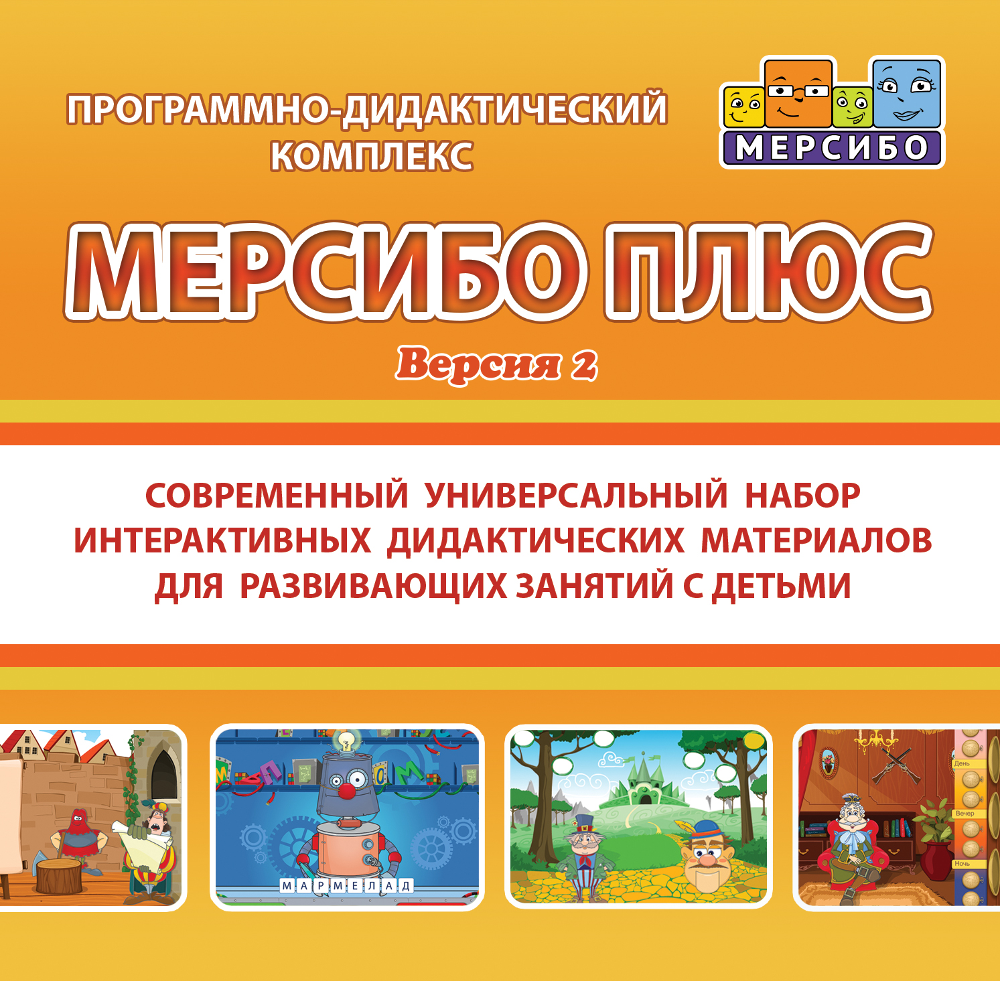 ПРОГРАММНО-ДИДАКТИЧЕСКИЙ
КОМПЛЕКС
МЕРСИБО
МЕРСИБО ПЛЮС
Версия 2
СОВРЕМЕННЫЙ УНИВЕРСАЛЬНЫЙ НАБОР
ИНТЕРАКТИВНЫХ ДИДАКТИЧЕСКИХ МАТЕРИАЛОВ
ДЛЯ РАЗВИВАЮЩИХ ЗАНЯТИЙ С ДЕТЬМИ
МАРМЕЛАД
День
Вечер
Ночь